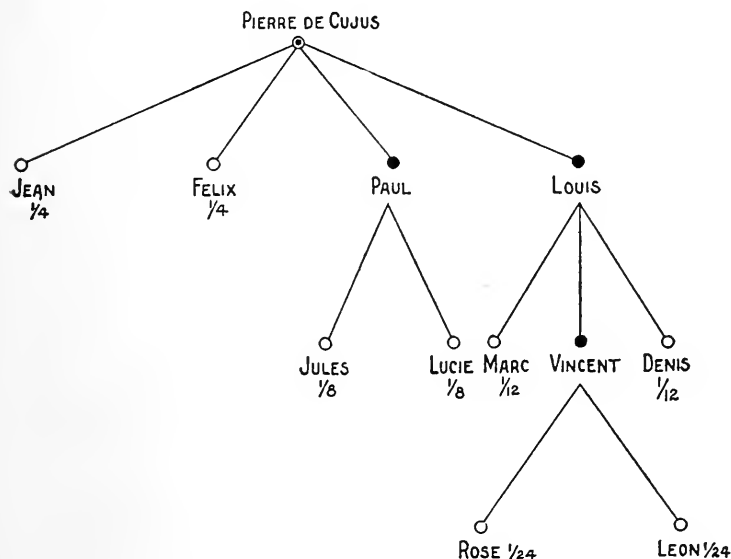 PIERRE DE CUJUS
JEAN
1/4
FELIX
1/4
PAUL
LOUIS
JULES
1/8
LUCIE
1/8
MARC
1/12
VINCENT
DENIS
1/12
ROSE 1/24
LEON 1/24